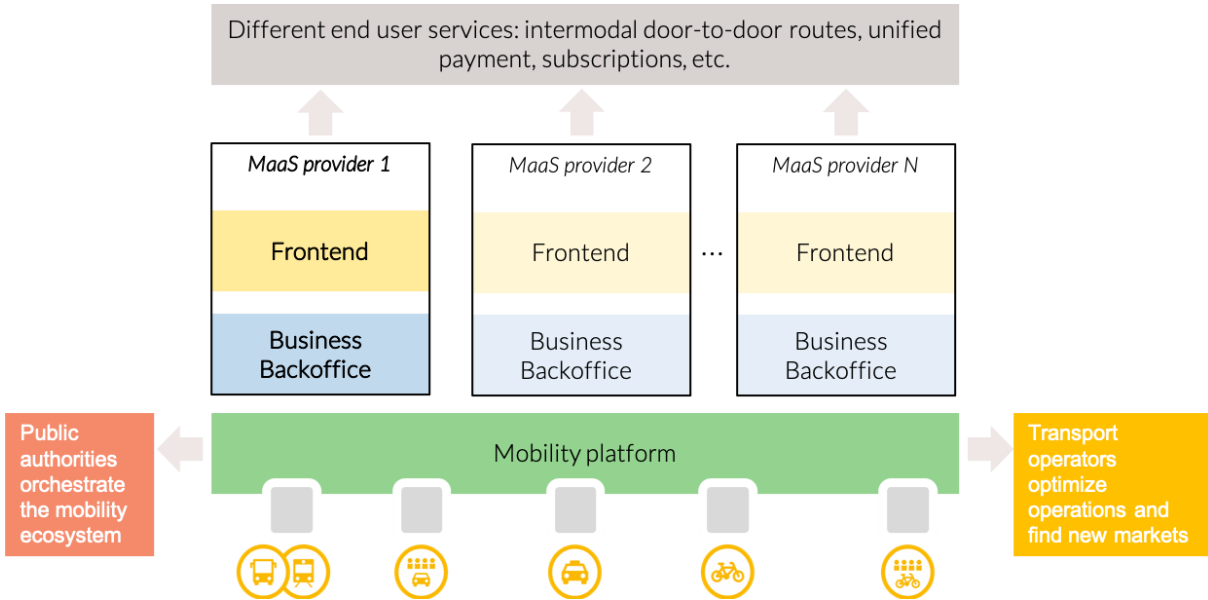 Different end user services: intermodal door-to-door routes, unified
payment, subscriptions, etc.
MaaS provider 1
Frontend
Business
Backoffice
MaaS provider 2
Frontend
Business
Backoffice
...
MaaS provider N
Frontend
Business
Backoffice
Public
authorities
orchestrate
the mobility
ecosystem
Mobility platform
Transport
operators
optimize
operations and
find new markets